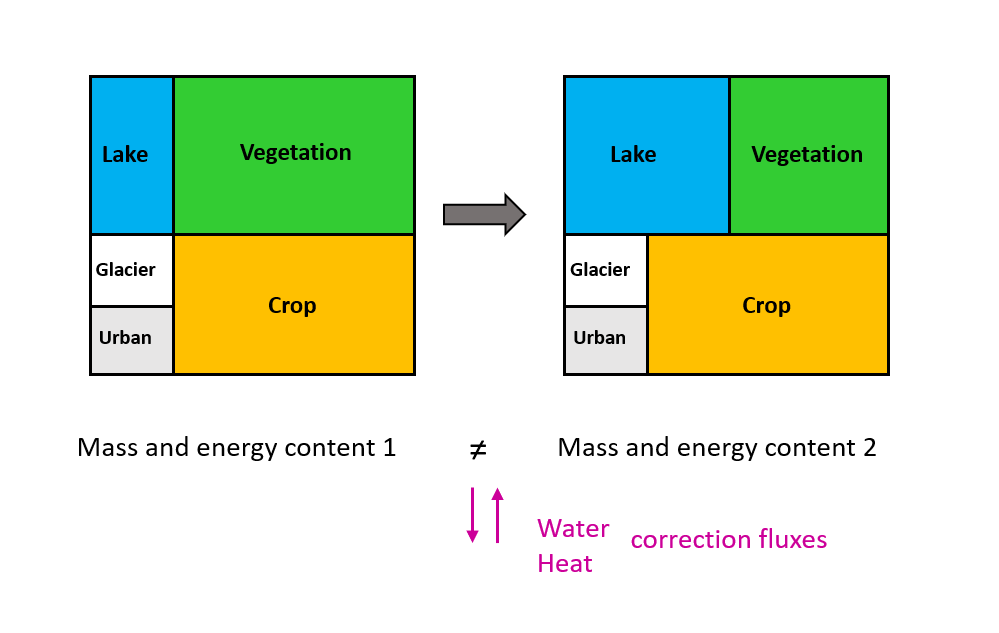 Lake
Vegetation
Glacier
Urban
Crop
Lake
Vegetation
Glacier
Urban
Crop
Mass and energy content 1
≠
Mass and energy content 2
Water
Heat
correction fluxes